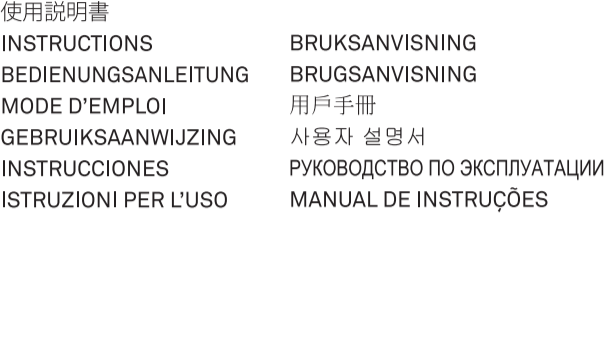 使用説明書
INSTRUCTIONS
BEDIENUNGSANLEITUNG
MODE D’EMPLOI
GEBRUIKSAANWIJZING
INSTRUCCIONES
ISTRUZIONI PER L’USO
BRUKSANVISNING
BRUGSANVISNING
用戶手冊
사용자 설명서
РУКОВОДСТВО ПО ЭКСПЛУАТАЦИИ
MANUAL DE INSTRUÇÕES